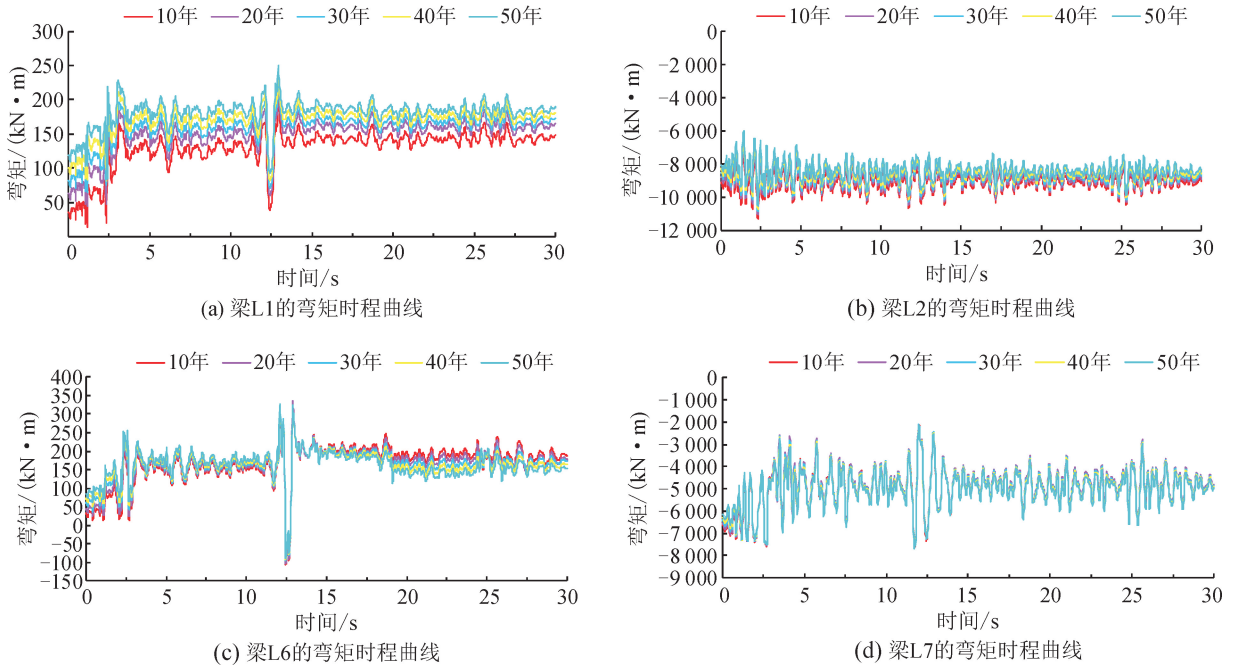 10年 20年 30年 40年 50年
300
250
200
150
100
50
弯矩/(kN·m)
0 5 10 15 20 25 30
时间/s
(a) 梁L1的弯矩时程曲线
10年 20年 30年 40年 50年
0
−2 000
−4 000
−6 000
−8 000
−10 000
−12 000
弯矩/(kN·m)
0 5 10 15 20 25 30
时间/s
(b) 梁L2的弯矩时程曲线
10年 20年 30年 40年 50年
400
350
300
250
200
150
100
50
0
−50
−100
−150
弯矩/(kN·m)
0 5 10 15 20 25 30
时间/s
(c) 梁L6的弯矩时程曲线
10年 20年 30年 40年 50年
0
−1 000
−2 000
−3 000
−4 000
−5 000
−6 000
−7 000
−8 000
−9 000
弯矩/(kN·m)
0 5 10 15 20 25 30
时间/s
(d) 梁L7的弯矩时程曲线